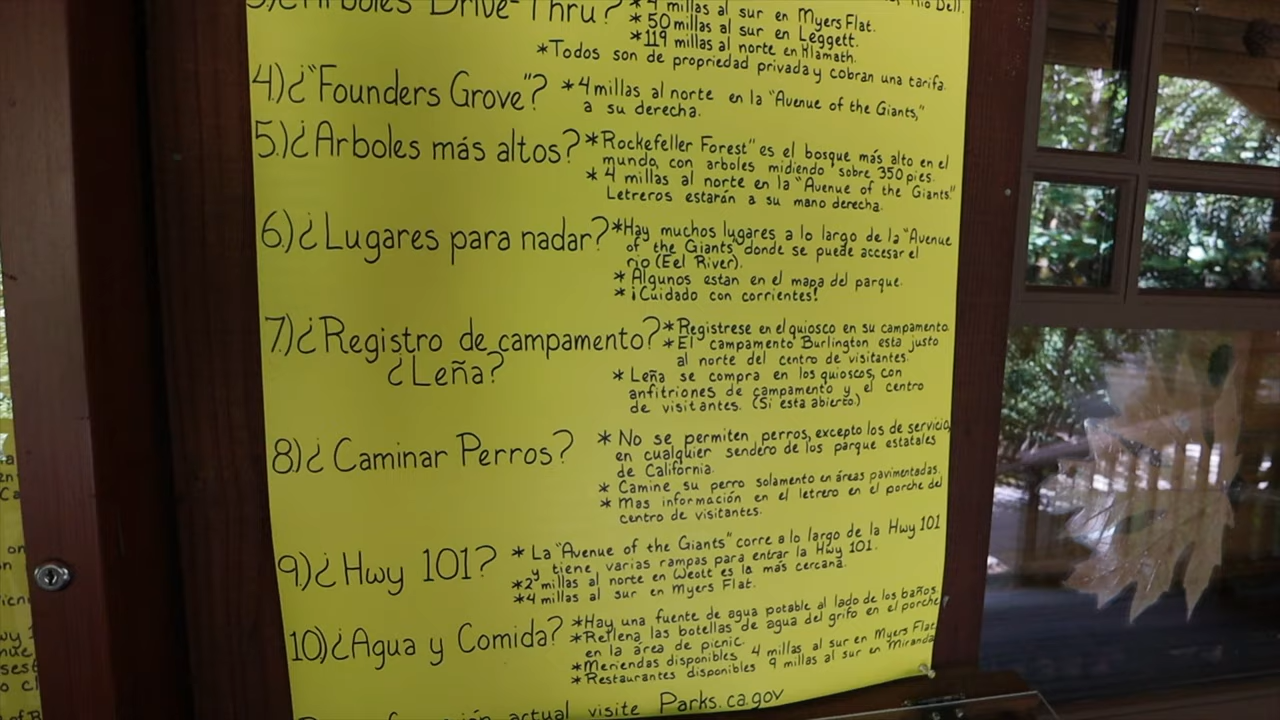 Rio Dell.
3.)¿Arboles Drive-Thru? * 4 millas al sur en Myers Flat.
* 50 millas al sur en Leggett.
* 119 millas al norte en Klamath.
*Todos son de propiedad privada y cobran una tarifa.
4.)¿"Founders Grove"? * 4 millas al norte en la "Avenue of the Giants,"
a su derecha.
5.)¿Arboles más altos? *"Rockefeller Forest" es el bosque más alto en el
mundo, con arboles midiendo sobre 350 pies.
* 4 millas al norte en la "Avenue of the Giants."
Letreros estarán a su mano derecha.
6.)¿Lugares para nadar? *Hay muchos lugares a lo largo de la "Avenue
of the Giants" donde se puede accesar el
rio (Eel River).
* Algunos estan en el mapa del parque.
* ¡Cuidado con corrientes!
7.)¿Registro de campamento? * Registrese en el quiosco en su campamento.
¿Leña?
* El campamento Burlington esta justo
al norte del centro de visitantes.
* Leña se compra en los quioscos, con
anfitriones de campamento y el centro
de visitantes. (Si esta abierto.)
8.)¿Caminar Perros? * No se permiten perros, excepto los de servicio,
en cualquier sendero de los parque estatales
de California.
* Camine su perro solamento en áreas pavimentadas.
* Mas información en el letrero en el porche del
centro de visitantes.
9.)¿Hwy 101? * La "Avenue of the Giants" corre a lo largo de la Hwy 101
y tiene varias rampas para entrar la Hwy 101.
*2 millas al norte en Weott es la más cercana.
*4 millas al sur en Myers Flat.
10.)¿Agua y Comida? *Hay una fuente de agua potable al lado de los baños.
*Rellena las botellas de agua del grifo en el porche
en la área de picnic.
*Meriendas disponibles 4 millas al sur en Myers Flat
*Restaurantes disponibles 9 millas al sur en Miranda
actual visite Parks.ca.gov